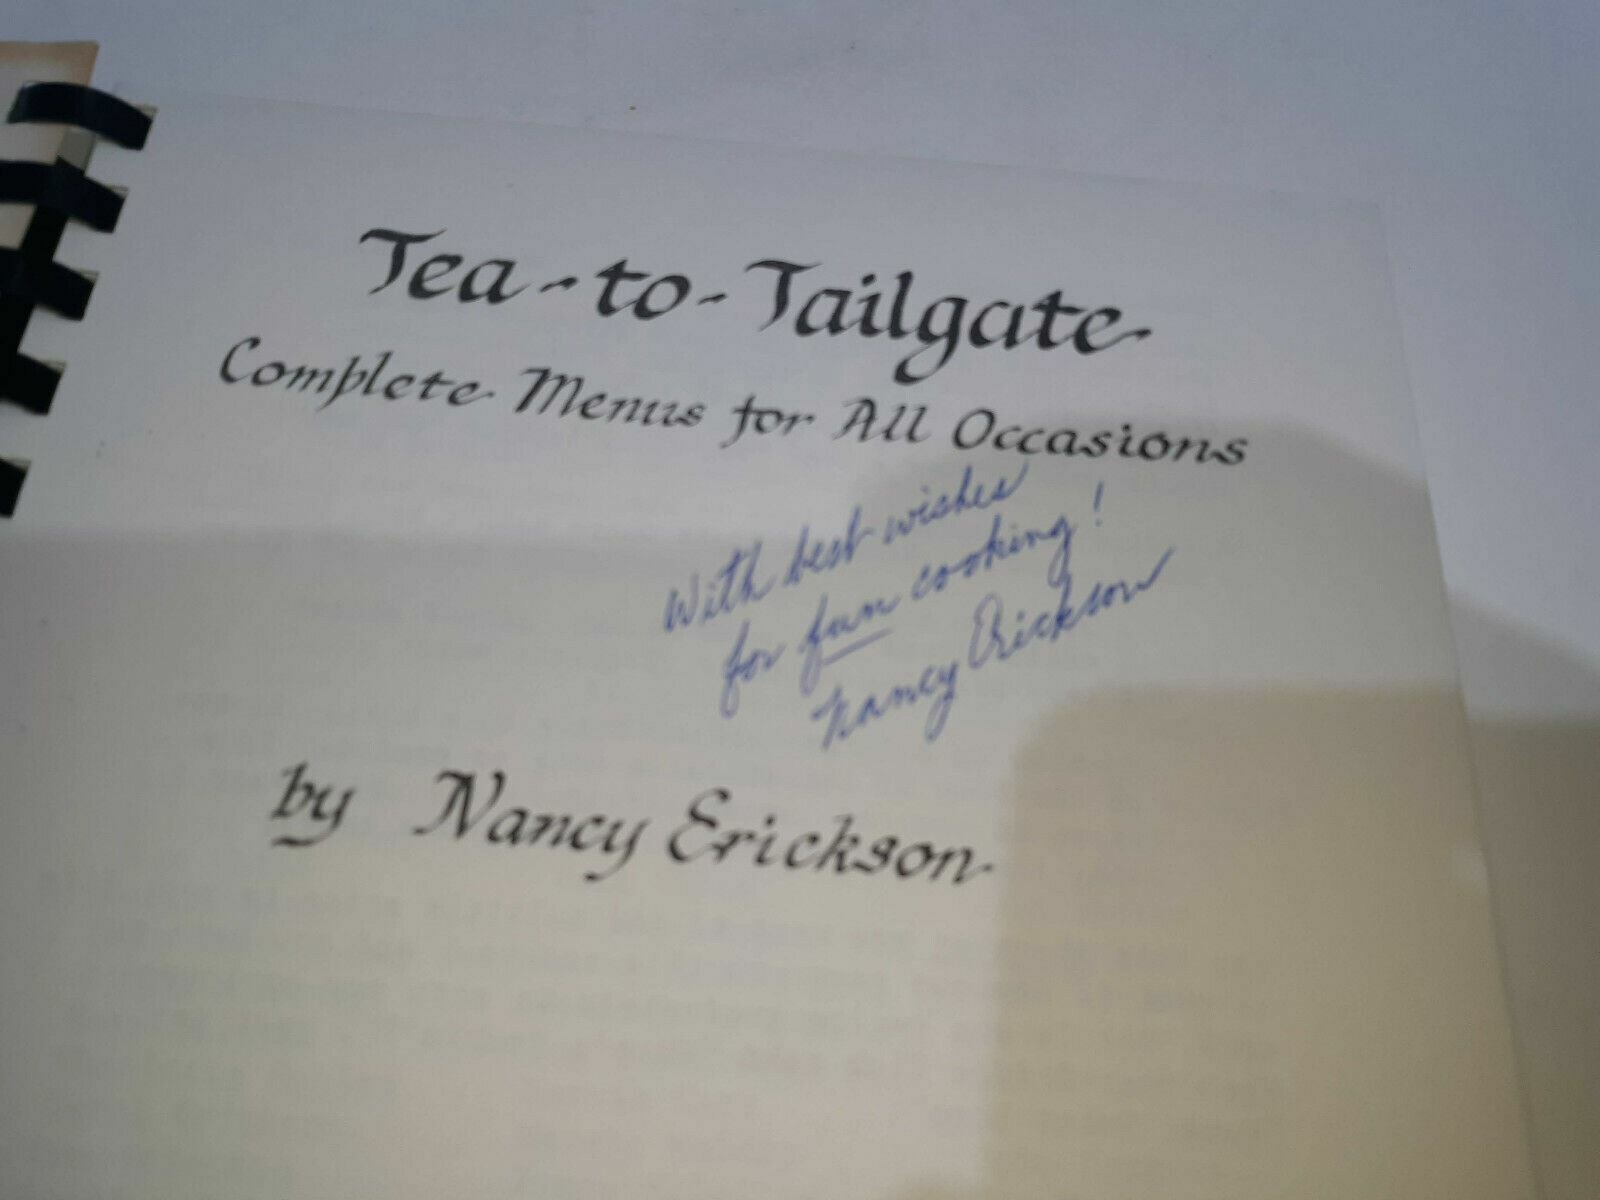 Tea-to-Tailgate
Complete Menus for All Occasions
With best wishes
for fun cooking!
Nancy Erickson
by Nancy Erickson